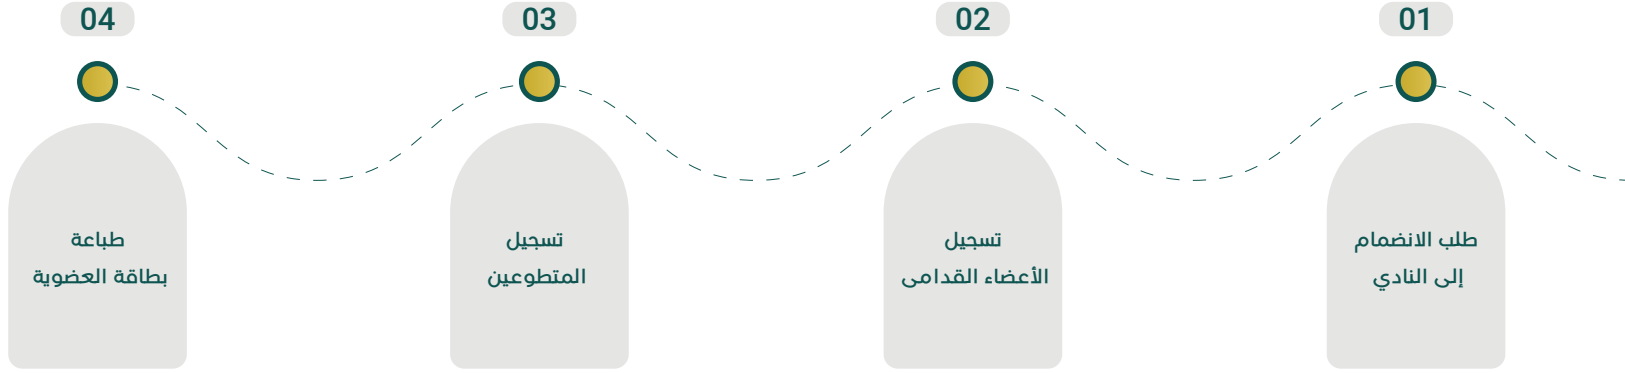 01
طلب الانضمام
إلى النادي
02
تسجيل
الأعضاء القدامى
03
تسجيل
المتطوعين
04
طباعة
بطاقة العضوية